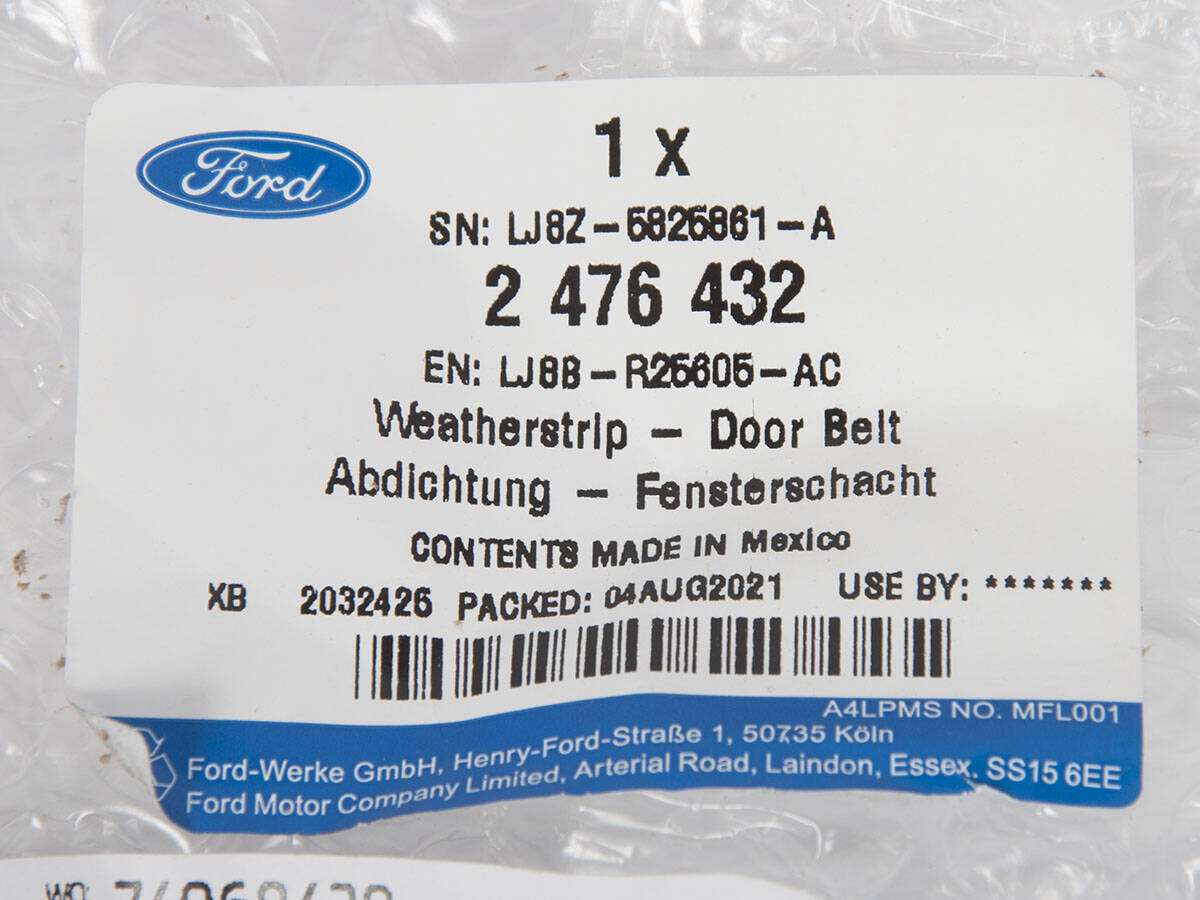 Ford
1 x
SN: LJ8Z-5825861-A
2 476 432
EN: LJ8B-R25605-AC
Weatherstrip - Door Belt
Abdichtung - Fensterschacht
CONTENTS MADE IN Mexico
XB 2032426 PACKED: 04AUG2021 USE BY: *******
A4LPMS NO. MFL001
Ford-Werke GmbH, Henry-Ford-Straße 1, 50735 Köln
Ford Motor Company Limited, Arterial Road, Laindon, Essex. SS15 6EE
WO: